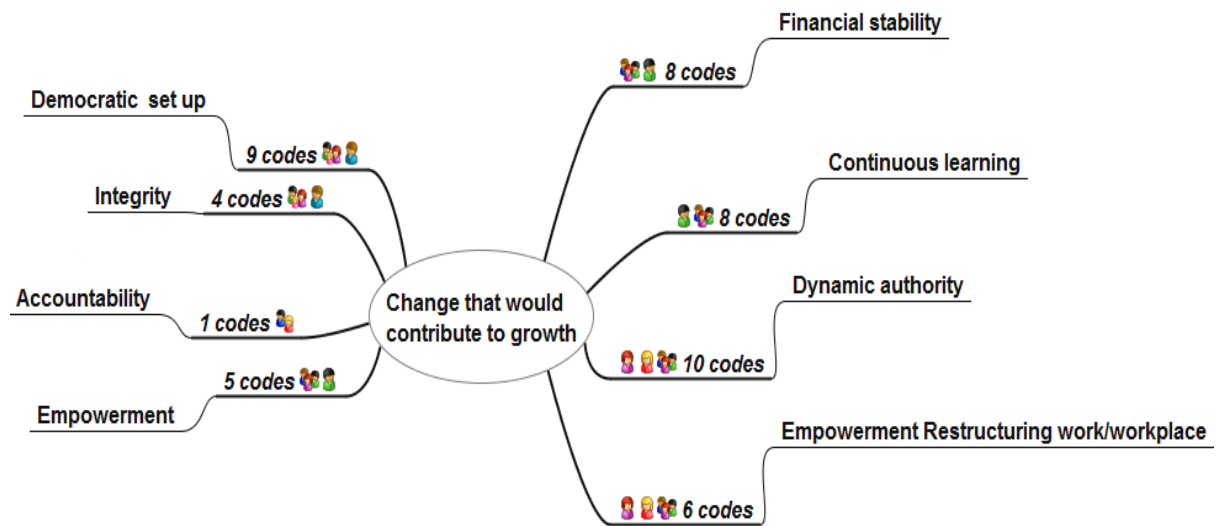 Financial stability
8 codes
Democratic set up
9 codes
Continuous learning
8 codes
Integrity
4 codes
Change that would
contribute to growth
Dynamic authority
10 codes
Accountability
1 codes
Empowerment
5 codes
Empowerment Restructuring work/workplace
6 codes